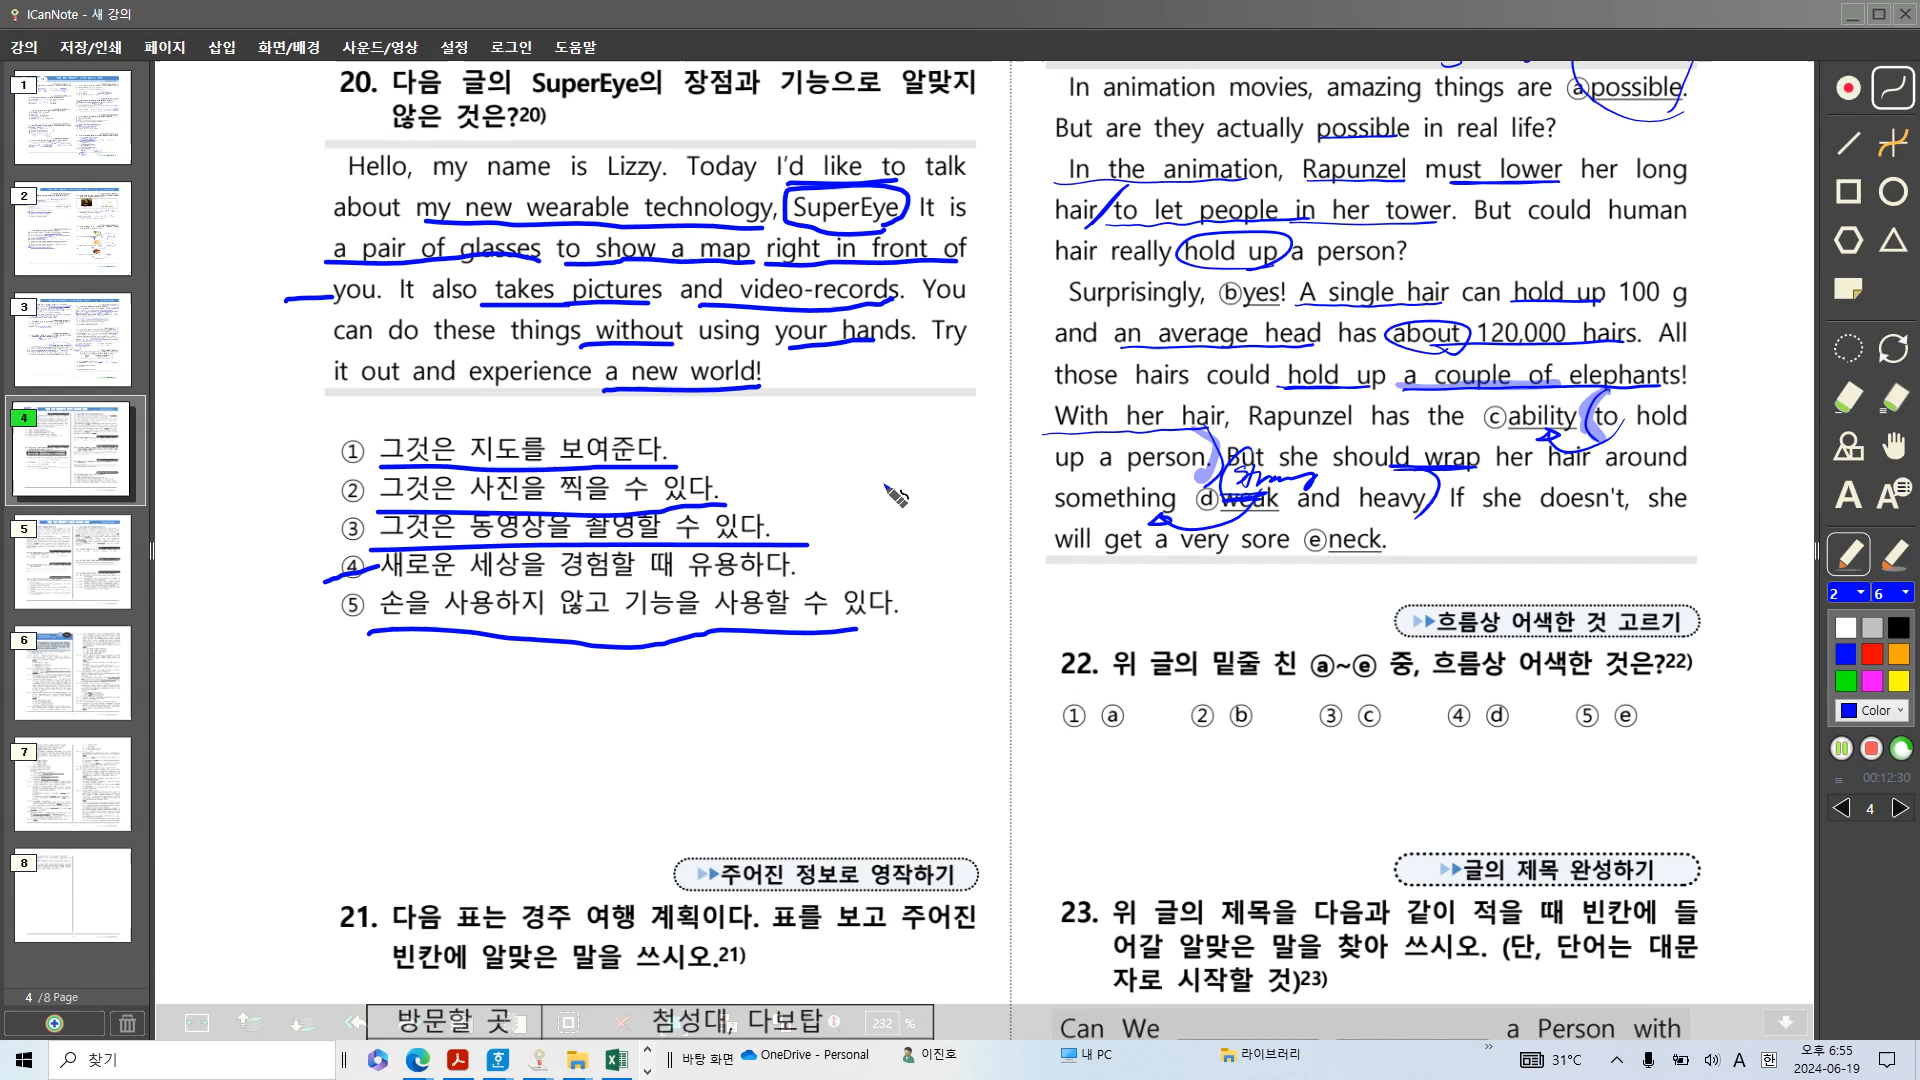 ICanNote - 새 강의
강의 저장/인쇄 페이지 삽입 화면/배경 사운드/영상 설정 로그인 도움말
20. 다음 글의 SuperEye의 장점과 기능으로 알맞지
않은 것은?20)
Hello, my name is Lizzy. Today I'd like to talk
about my new wearable technology, SuperEye. It is
a pair of glasses to show a map right in front of
you. It also takes pictures and video-records. You
can do these things without using your hands. Try
it out and experience a new world!
① 그것은 지도를 보여준다.
② 그것은 사진을 찍을 수 있다.
③ 그것은 동영상을 촬영할 수 있다.
④ 새로운 세상을 경험할 때 유용하다.
⑤ 손을 사용하지 않고 기능을 사용할 수 있다.
▶▶주어진 정보로 영작하기
21. 다음 표는 경주 여행 계획이다. 표를 보고 주어진
빈칸에 알맞은 말을 쓰시오.21)
방문할 곳 첨성대, 다보탑
In animation movies, amazing things are ⓐpossible.
But are they actually possible in real life?
In the animation, Rapunzel must lower her long
hair to let people in her tower. But could human
hair really hold up a person?
Surprisingly, ⓑyes! A single hair can hold up 100 g
and an average head has about 120,000 hairs. All
those hairs could hold up a couple of elephants!
With her hair, Rapunzel has the ⓒability to hold
up a person. But she should wrap her hair around
strong
something ⓓweak and heavy. If she doesn't, she
will get a very sore ⓔneck.
▶▶흐름상 어색한 것 고르기
22. 위 글의 밑줄 친 ⓐ~ⓔ 중, 흐름상 어색한 것은?22)
① ⓐ ② ⓑ ③ ⓒ ④ ⓓ ⑤ ⓔ
▶▶글의 제목 완성하기
23. 위 글의 제목을 다음과 같이 적을 때 빈칸에 들
어갈 알맞은 말을 찾아 쓰시오. (단, 단어는 대문
자로 시작할 것)23)
Can We a Person with
1
2
3
4
5
6
7
8
4 /8 Page
232 %
A A
2 6
Color
00:12:30
4
찾기
바탕 화면 OneDrive - Personal 이진호 내 PC 라이브러리
31°C A 한
오후 6:55
2024-06-19